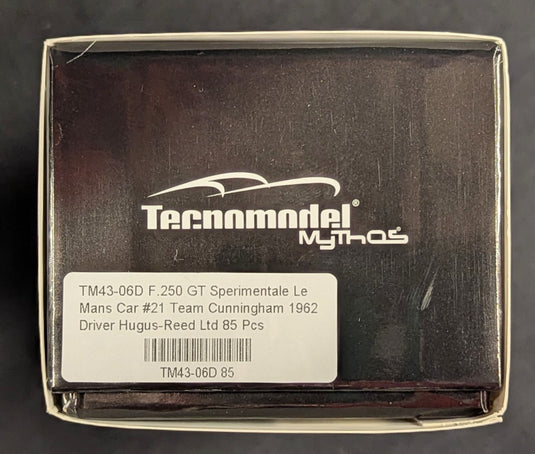 Tecnomodel®
Mythos
TM43-06D F.250 GT Sperimentale Le
Mans Car #21 Team Cunningham 1962
Driver Hugus-Reed Ltd 85 Pcs
TM43-06D 85